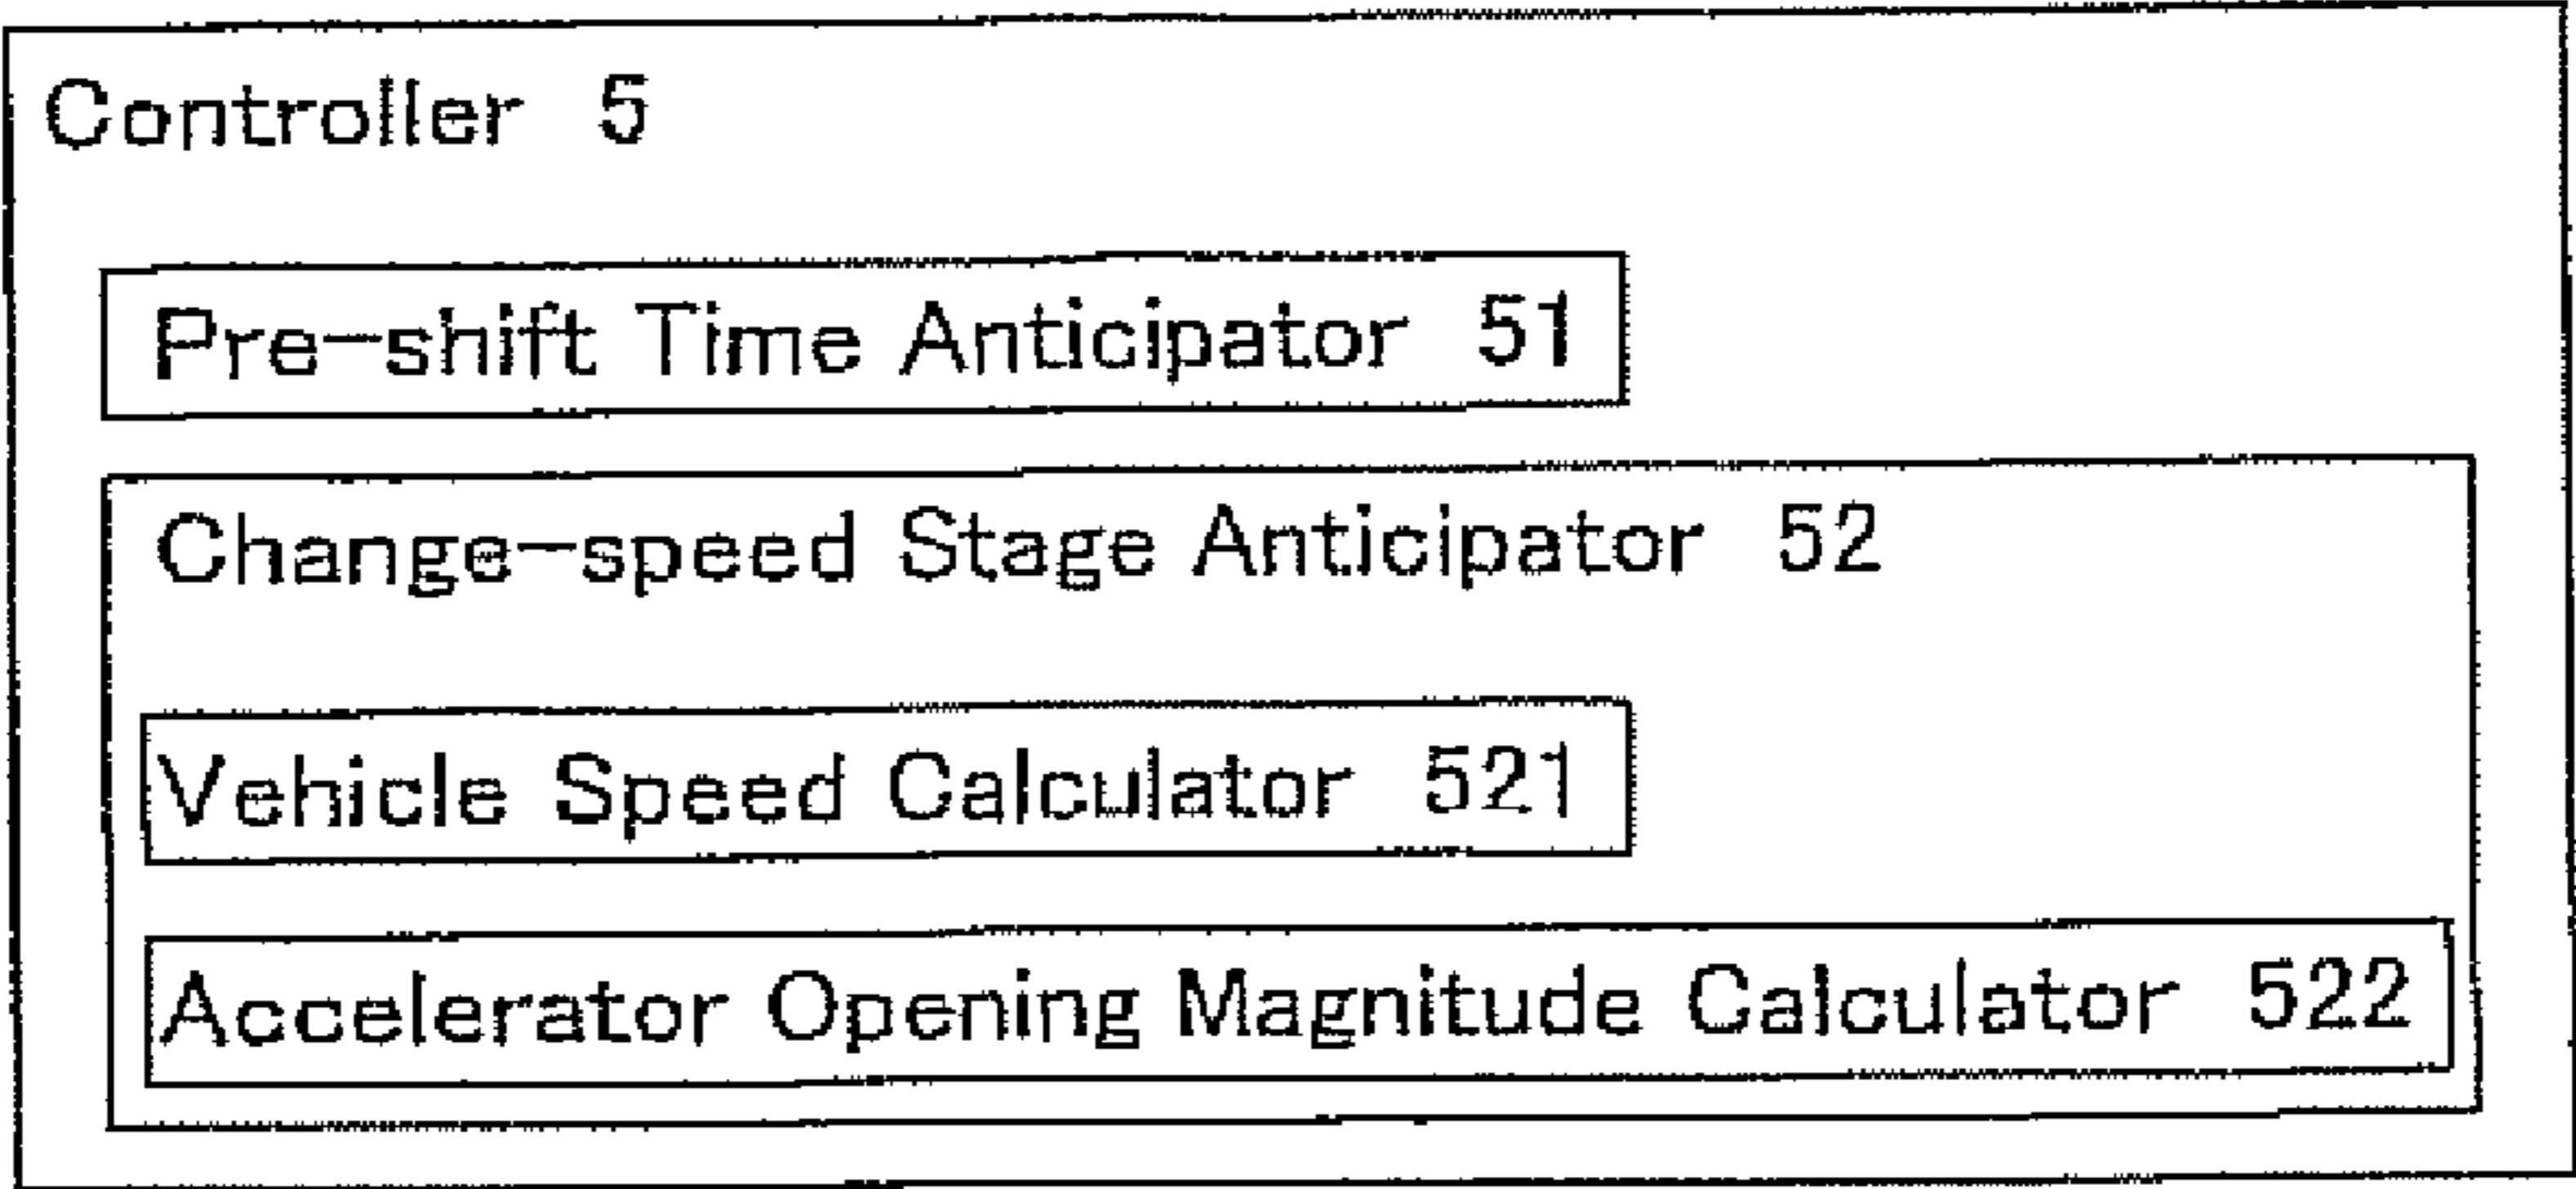 Controller 5
Pre-shift Time Anticipator 51
Change-speed Stage Anticipator 52
Vehicle Speed Calculator 521
Accelerator Opening Magnitude Calculator 522